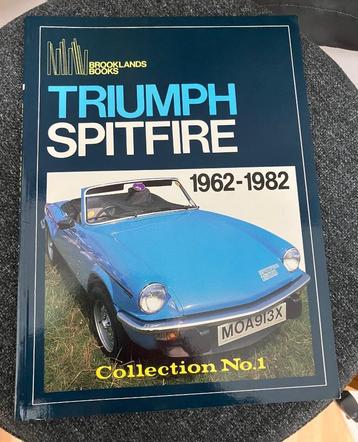 BROOKLANDS
BOOKS
TRIUMPH
SPITFIRE
1962-1982
MOA913X
Collection No.1